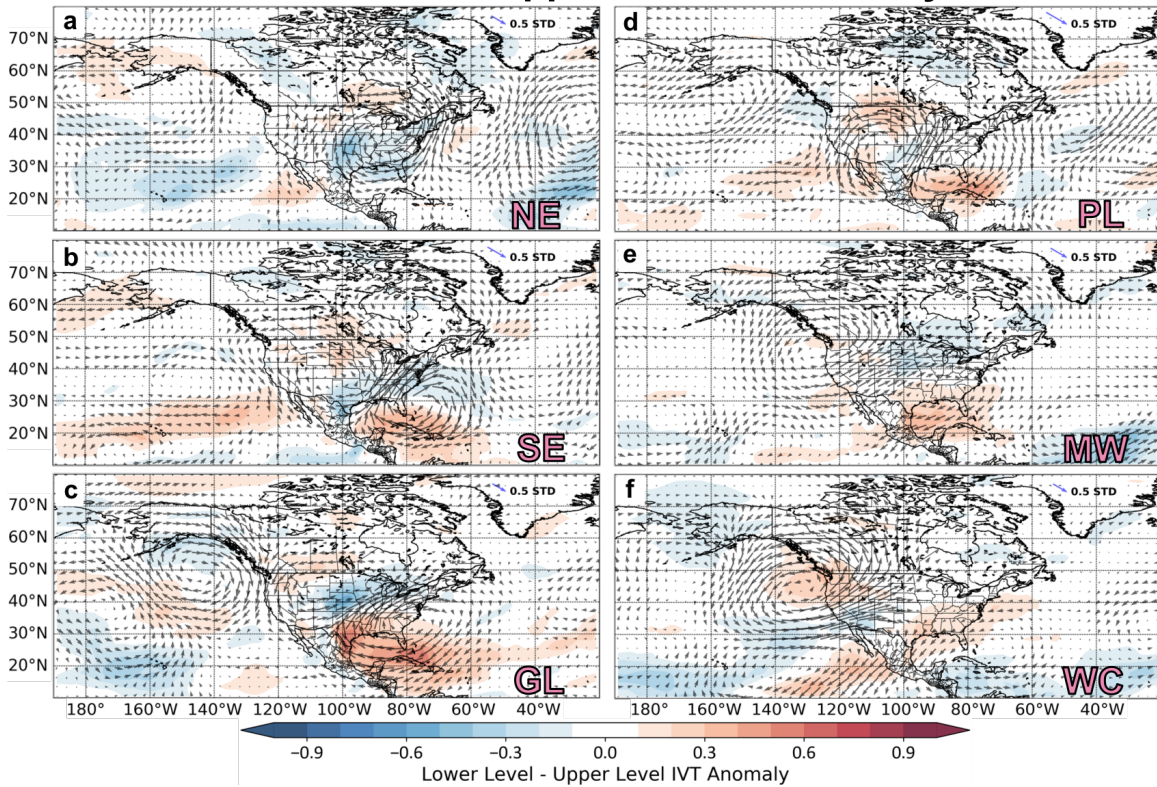 a
0.5 STD
d
0.5 STD
70°N
60°N
50°N
40°N
30°N
20°N
NE
PL
b
0.5 STD
e
0.5 STD
70°N
60°N
50°N
40°N
30°N
20°N
SE
MW
c
0.5 STD
f
0.5 STD
70°N
60°N
50°N
40°N
30°N
20°N
GL
WC
180° 160°W 140°W 120°W 100°W 80°W 60°W 40°W 180° 160°W 140°W 120°W 100°W 80°W 60°W 40°W
−0.9 −0.6 −0.3 0.0 0.3 0.6 0.9
Lower Level - Upper Level IVT Anomaly